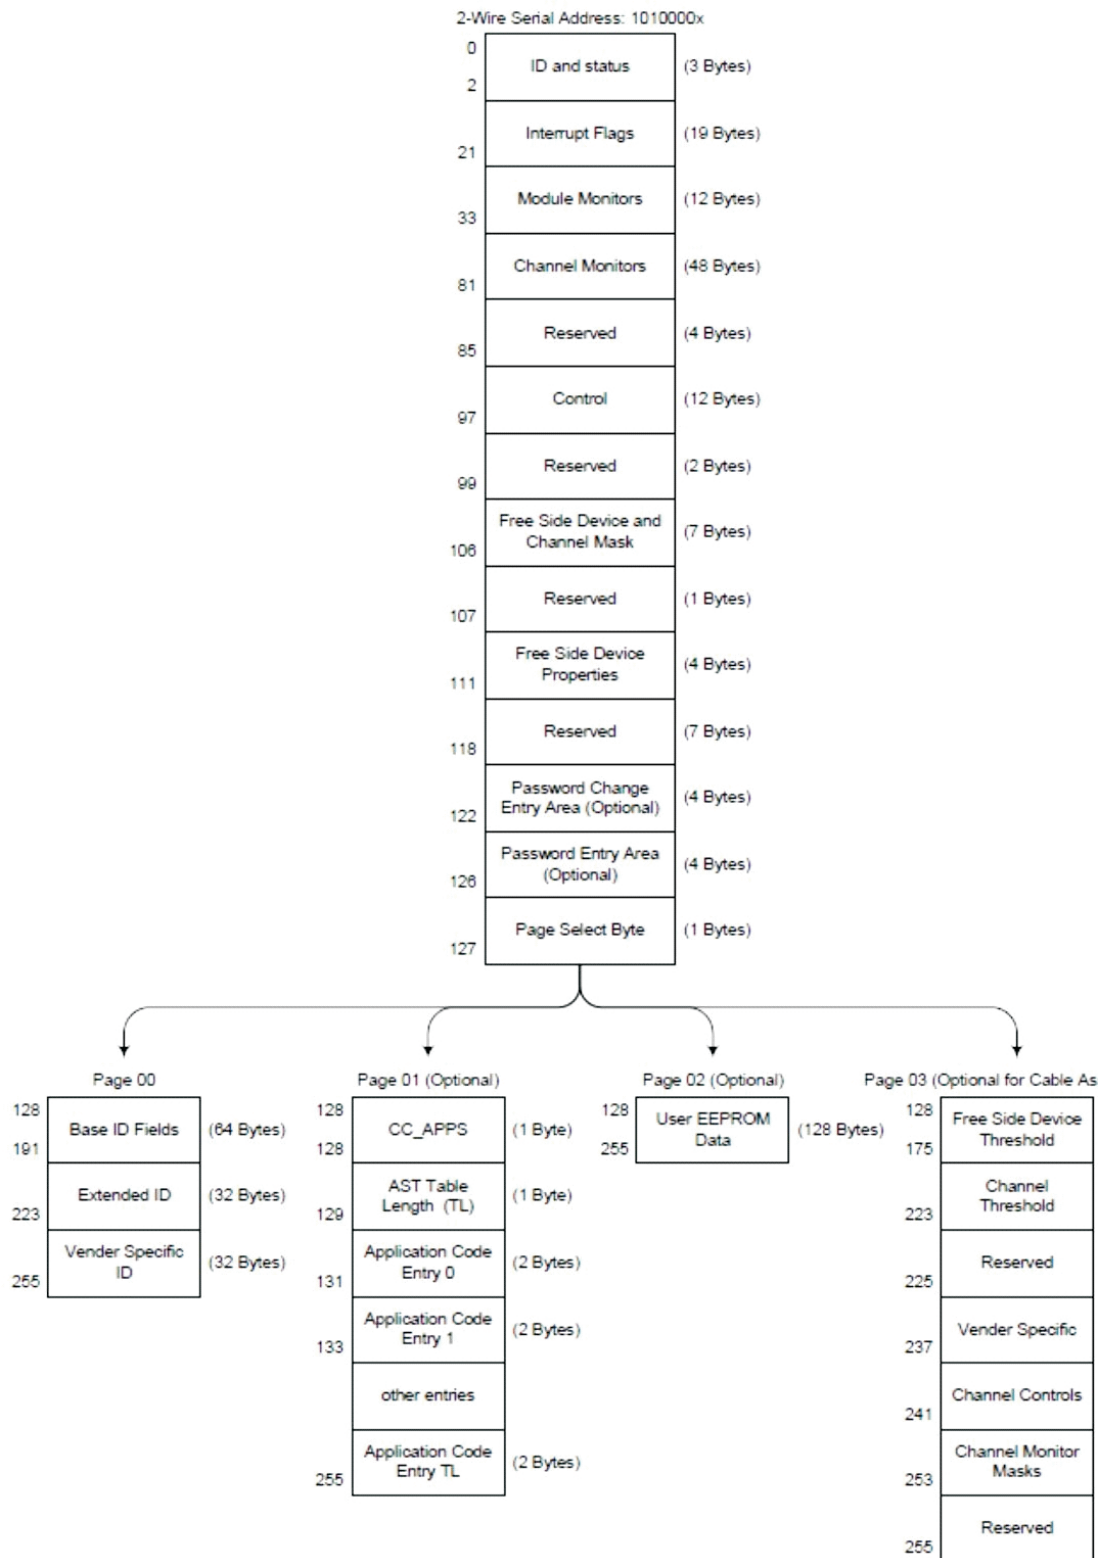 2-Wire Serial Address: 1010000x
0
ID and status
(3 Bytes)
2
Interrupt Flags
(19 Bytes)
21
Module Monitors
(12 Bytes)
33
Channel Monitors
(48 Bytes)
81
Reserved
(4 Bytes)
85
Control
(12 Bytes)
97
Reserved
(2 Bytes)
99
Free Side Device and
Channel Mask
(7 Bytes)
106
Reserved
(1 Bytes)
107
Free Side Device
Properties
(4 Bytes)
111
Reserved
(7 Bytes)
118
Password Change
Entry Area (Optional)
(4 Bytes)
122
Password Entry Area
(Optional)
(4 Bytes)
126
Page Select Byte
(1 Bytes)
127
Page 00
128
Base ID Fields
(64 Bytes)
191
Extended ID
(32 Bytes)
223
Vender Specific
ID
(32 Bytes)
255
Page 01 (Optional)
128
CC_APPS
(1 Byte)
128
AST Table
Length (TL)
(1 Byte)
129
Application Code
Entry 0
(2 Bytes)
131
Application Code
Entry 1
(2 Bytes)
133
other entries
Application Code
Entry TL
(2 Bytes)
255
Page 02 (Optional)
128
User EEPROM
Data
(128 Bytes)
255
Page 03 (Optional for Cable As
128
Free Side Device
Threshold
175
Channel
Threshold
223
Reserved
225
Vender Specific
237
Channel Controls
241
Channel Monitor
Masks
253
Reserved
255